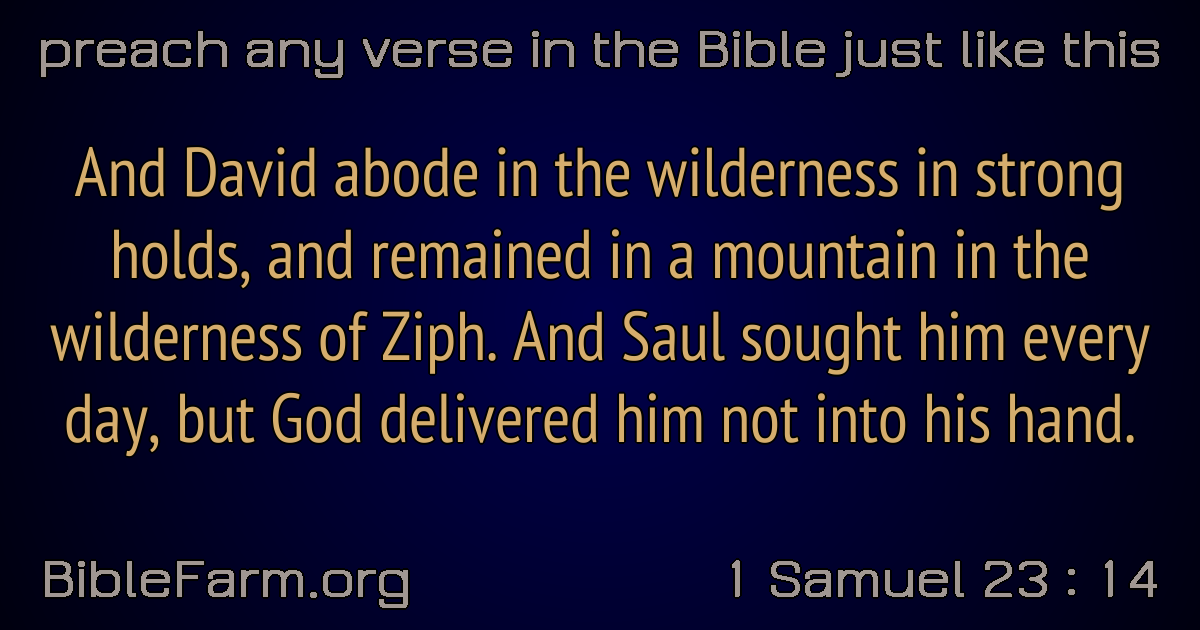 preach any verse in the Bible just like this
And David abode in the wilderness in strong
holds, and remained in a mountain in the
wilderness of Ziph. And Saul sought him every
day, but God delivered him not into his hand.
BibleFarm.org
1 Samuel 23 : 14